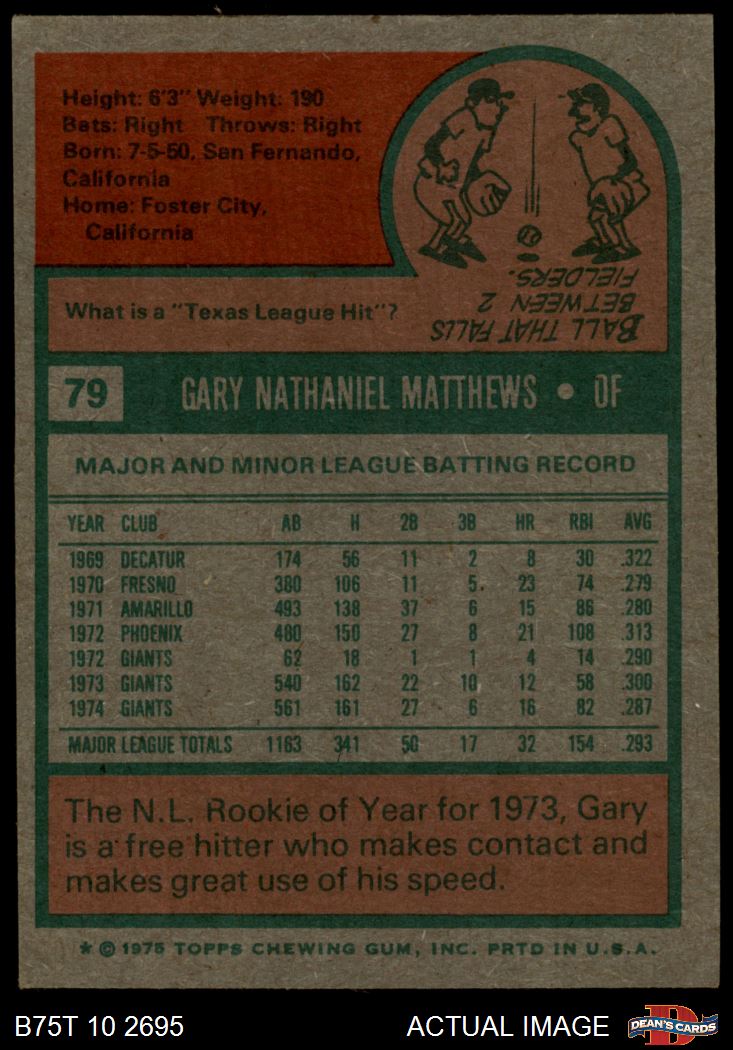 Height: 6'3" Weight: 190
Bats: Right Throws: Right
Born: 7-5-50, San Fernando,
California
Home: Foster City,
California
What is a "Texas League Hit"?
BALL THAT FALLS
BETWEEN 2
FIELDERS.
79 GARY NATHANIEL MATTHEWS • OF
MAJOR AND MINOR LEAGUE BATTING RECORD
YEAR CLUB AB H 2B 3B HR RBI AVG
1969 DECATUR 174 56 11 2 8 30 .322
1970 FRESNO 380 106 11 5 23 74 .279
1971 AMARILLO 493 138 37 6 15 86 .280
1972 PHOENIX 480 150 27 8 21 108 .313
1972 GIANTS 62 18 1 1 4 14 .290
1973 GIANTS 540 162 22 10 12 58 .300
1974 GIANTS 561 161 27 6 16 82 .287
MAJOR LEAGUE TOTALS 1163 341 50 17 32 154 .293
The N.L. Rookie of Year for 1973, Gary
is a free hitter who makes contact and
makes great use of his speed.
* © 1975 TOPPS CHEWING GUM, INC. PRTD IN U.S.A.
B75T 10 2695 ACTUAL IMAGE DEAN'S CARDS